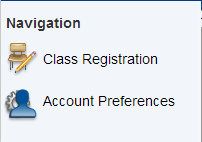 Navigation
Class Registration
Account Preferences